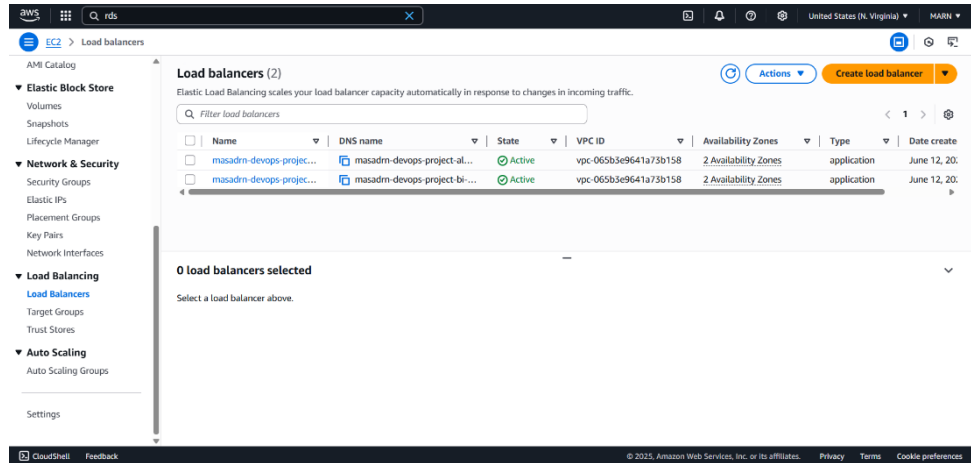 aws
rds
United States (N. Virginia)
MARN
EC2 > Load balancers
AMI Catalog
Elastic Block Store
Volumes
Snapshots
Lifecycle Manager
Network & Security
Security Groups
Elastic IPs
Placement Groups
Key Pairs
Network Interfaces
Load Balancing
Load Balancers
Target Groups
Trust Stores
Auto Scaling
Auto Scaling Groups
Settings
Load balancers (2)
Actions
Create load balancer
Elastic Load Balancing scales your load balancer capacity automatically in response to changes in incoming traffic.
Filter load balancers
< 1 >
Name DNS name State VPC ID Availability Zones Type Date create
masadrn-devops-projec... masadrn-devops-project-al... Active vpc-065b3e9641a73b158 2 Availability Zones application June 12, 20
masadrn-devops-projec... masadrn-devops-project-bi-... Active vpc-065b3e9641a73b158 2 Availability Zones application June 12, 20
0 load balancers selected
Select a load balancer above.
CloudShell Feedback © 2025, Amazon Web Services, Inc. or its affiliates. Privacy Terms Cookie preferences